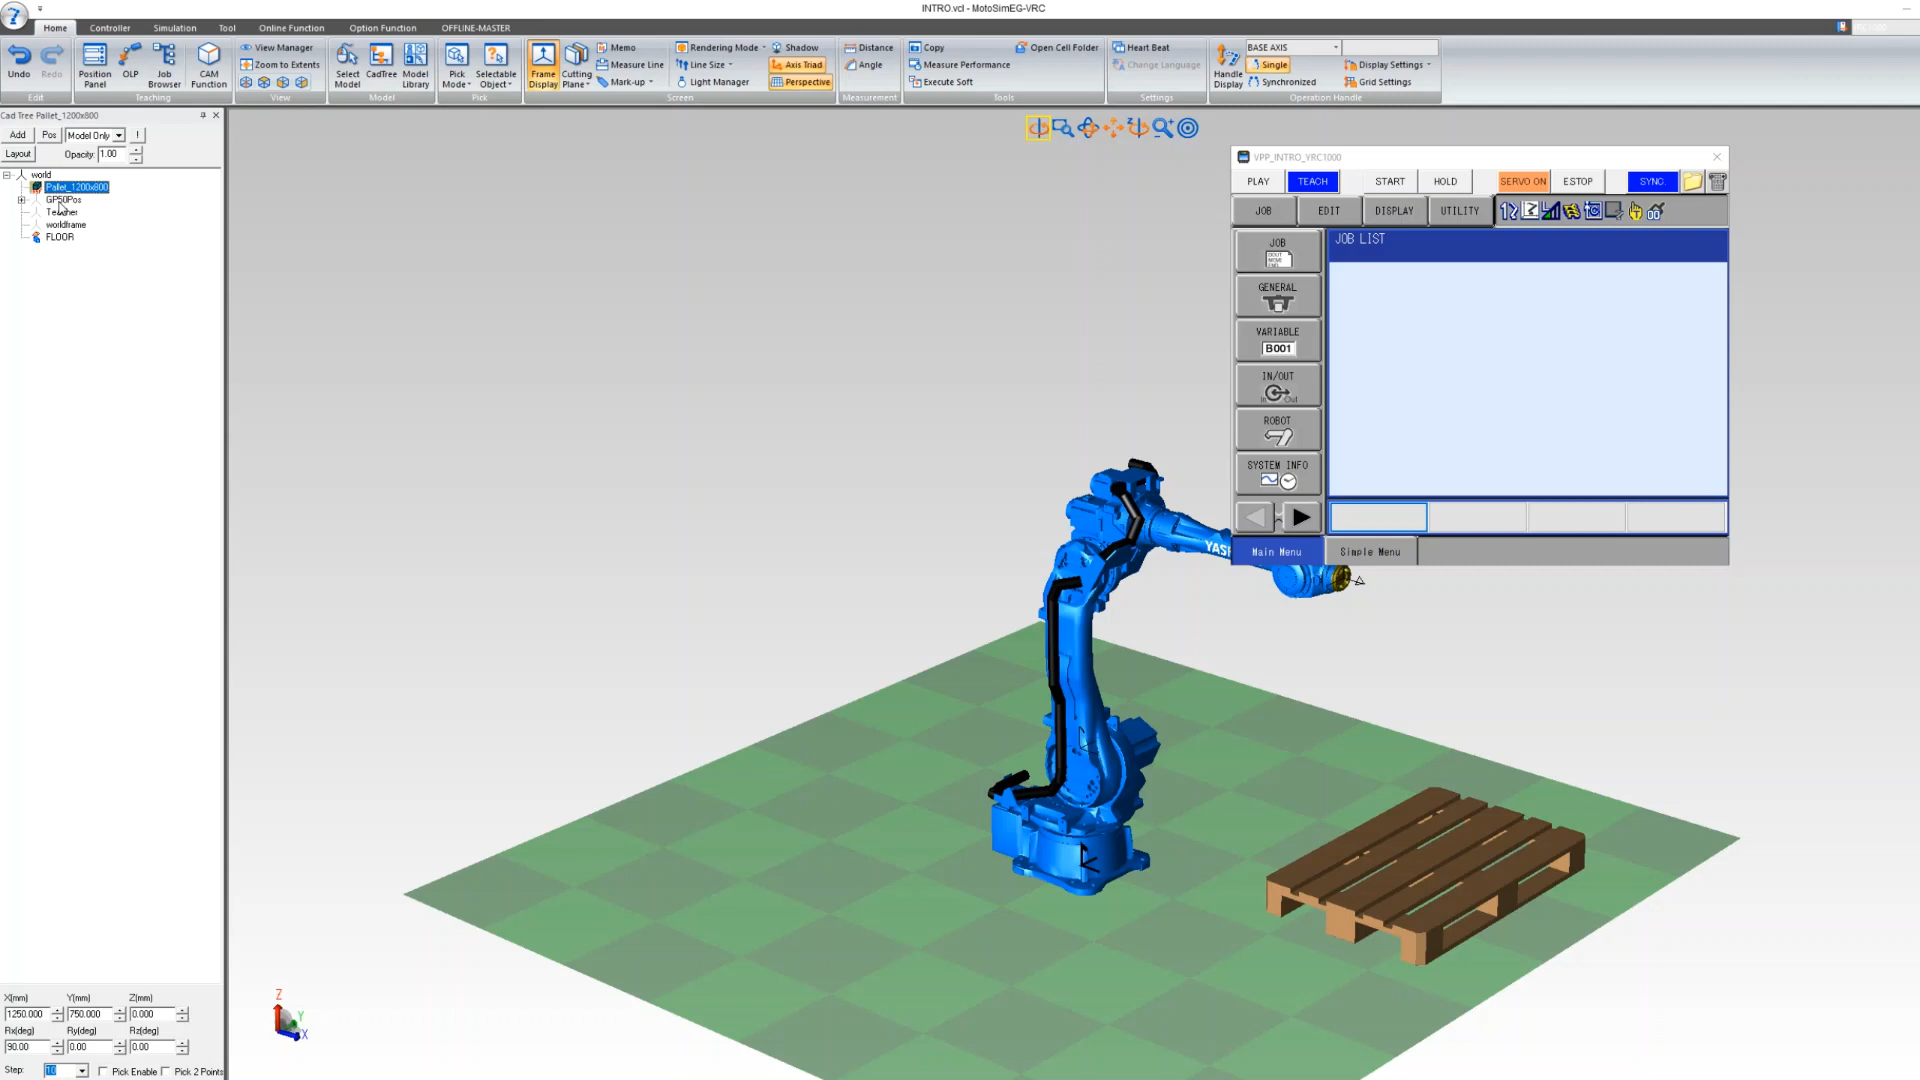 INTRO.vcl - MotoSimEG-VRC
Home Controller Simulation Tool Online Function Option Function OFFLINE-MASTER
Undo Redo
Edit
Position Panel OLP Job Browser CAM Function
Teaching
View Manager
Zoom to Extents
View
Select Model CadTree Model Library
Model
Pick Mode Selectable Object
Pick
Frame Display Cutting Plane
Memo
Measure Line
Mark-up
Rendering Mode
Line Size
Light Manager
Shadow
Axis Triad
Perspective
Screen
Distance
Angle
Measurement
Copy
Measure Performance
Execute Soft
Open Cell Folder
Tools
Heart Beat
Change Language
Settings
Handle Display
BASE AXIS
Single
Synchronized
Display Settings
Grid Settings
Operation Handle
Cad Tree Pallet_1200x800
Add Pos Model Only !
Layout Opacity: 1.00
world
Pallet_1200x800
GP50Pos
Teacher
worldframe
FLOOR
VPP_INTRO_VRC1000
PLAY TEACH START HOLD SERVO ON ESTOP SYNC.
JOB EDIT DISPLAY UTILITY
JOB LIST
JOB
GENERAL
VARIABLE
B001
IN/OUT
In Out
ROBOT
SYSTEM INFO
Main Menu Simple Menu
YAS
Z
Y
X
X(mm) Y(mm) Z(mm)
1250.000 750.000 0.000
Rx(deg) Ry(deg) Rz(deg)
90.00 0.00 0.00
Step: 10 Pick Enable Pick 2 Points